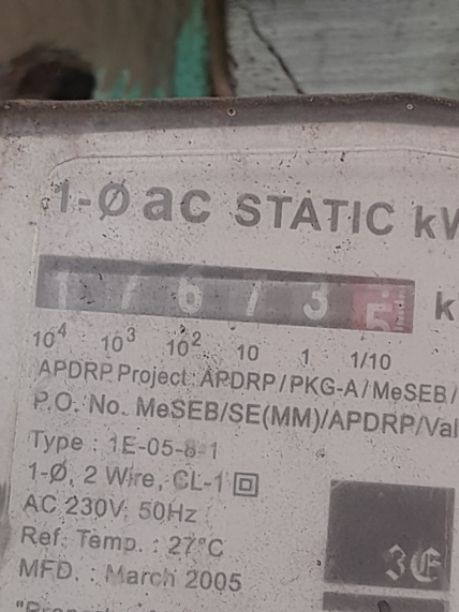 1-Ø ac STATIC kW
1 7 6 7 3 5 k
10⁴ 10³ 10² 10 1 1/10
APDRP Project: APDRP/PKG-A/MeSEB/
P.O. No. MeSEB/SE(MM)/APDRP/Val
Type : 1E-05-8-1
1-Ø, 2 Wire, CL-1
AC 230V 50Hz
Ref. Temp. : 27°C
MFD. : March 2005